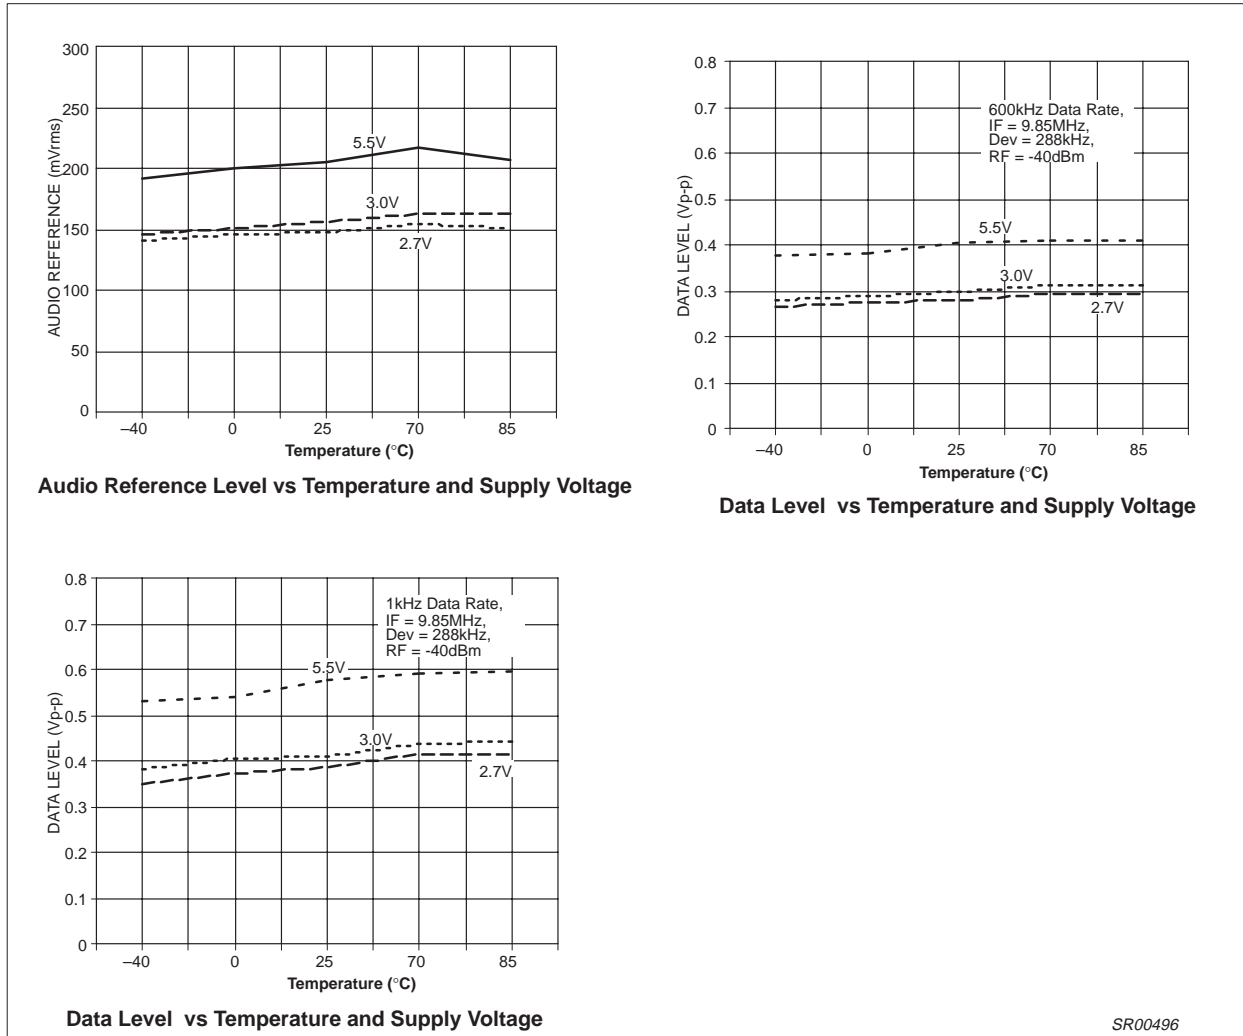 300
250
200
150
100
50
0
AUDIO REFERENCE (mVrms)
5.5V
3.0V
2.7V
–40 0 25 70 85
Temperature (°C)
Audio Reference Level vs Temperature and Supply Voltage
0.8
0.7
0.6
0.5
0.4
0.3
0.2
0.1
0
DATA LEVEL (Vp-p)
600kHz Data Rate,
IF = 9.85MHz,
Dev = 288kHz,
RF = -40dBm
5.5V
3.0V
2.7V
–40 0 25 70 85
Temperature (°C)
Data Level vs Temperature and Supply Voltage
0.8
0.7
0.6
0.5
0.4
0.3
0.2
0.1
0
DATA LEVEL (Vp-p)
1kHz Data Rate,
IF = 9.85MHz,
Dev = 288kHz,
RF = -40dBm
5.5V
3.0V
2.7V
–40 0 25 70 85
Temperature (°C)
Data Level vs Temperature and Supply Voltage
SR00496